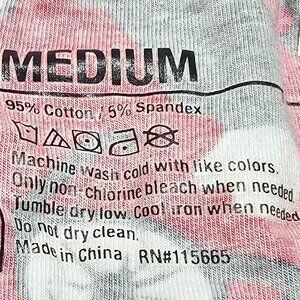 MEDIUM
95% Cotton / 5% Spandex
Machine wash cold with like colors.
Only non-chlorine bleach when needed.
Tumble dry low. Cool iron when needed
Do not dry clean.
Made in China RN#115665